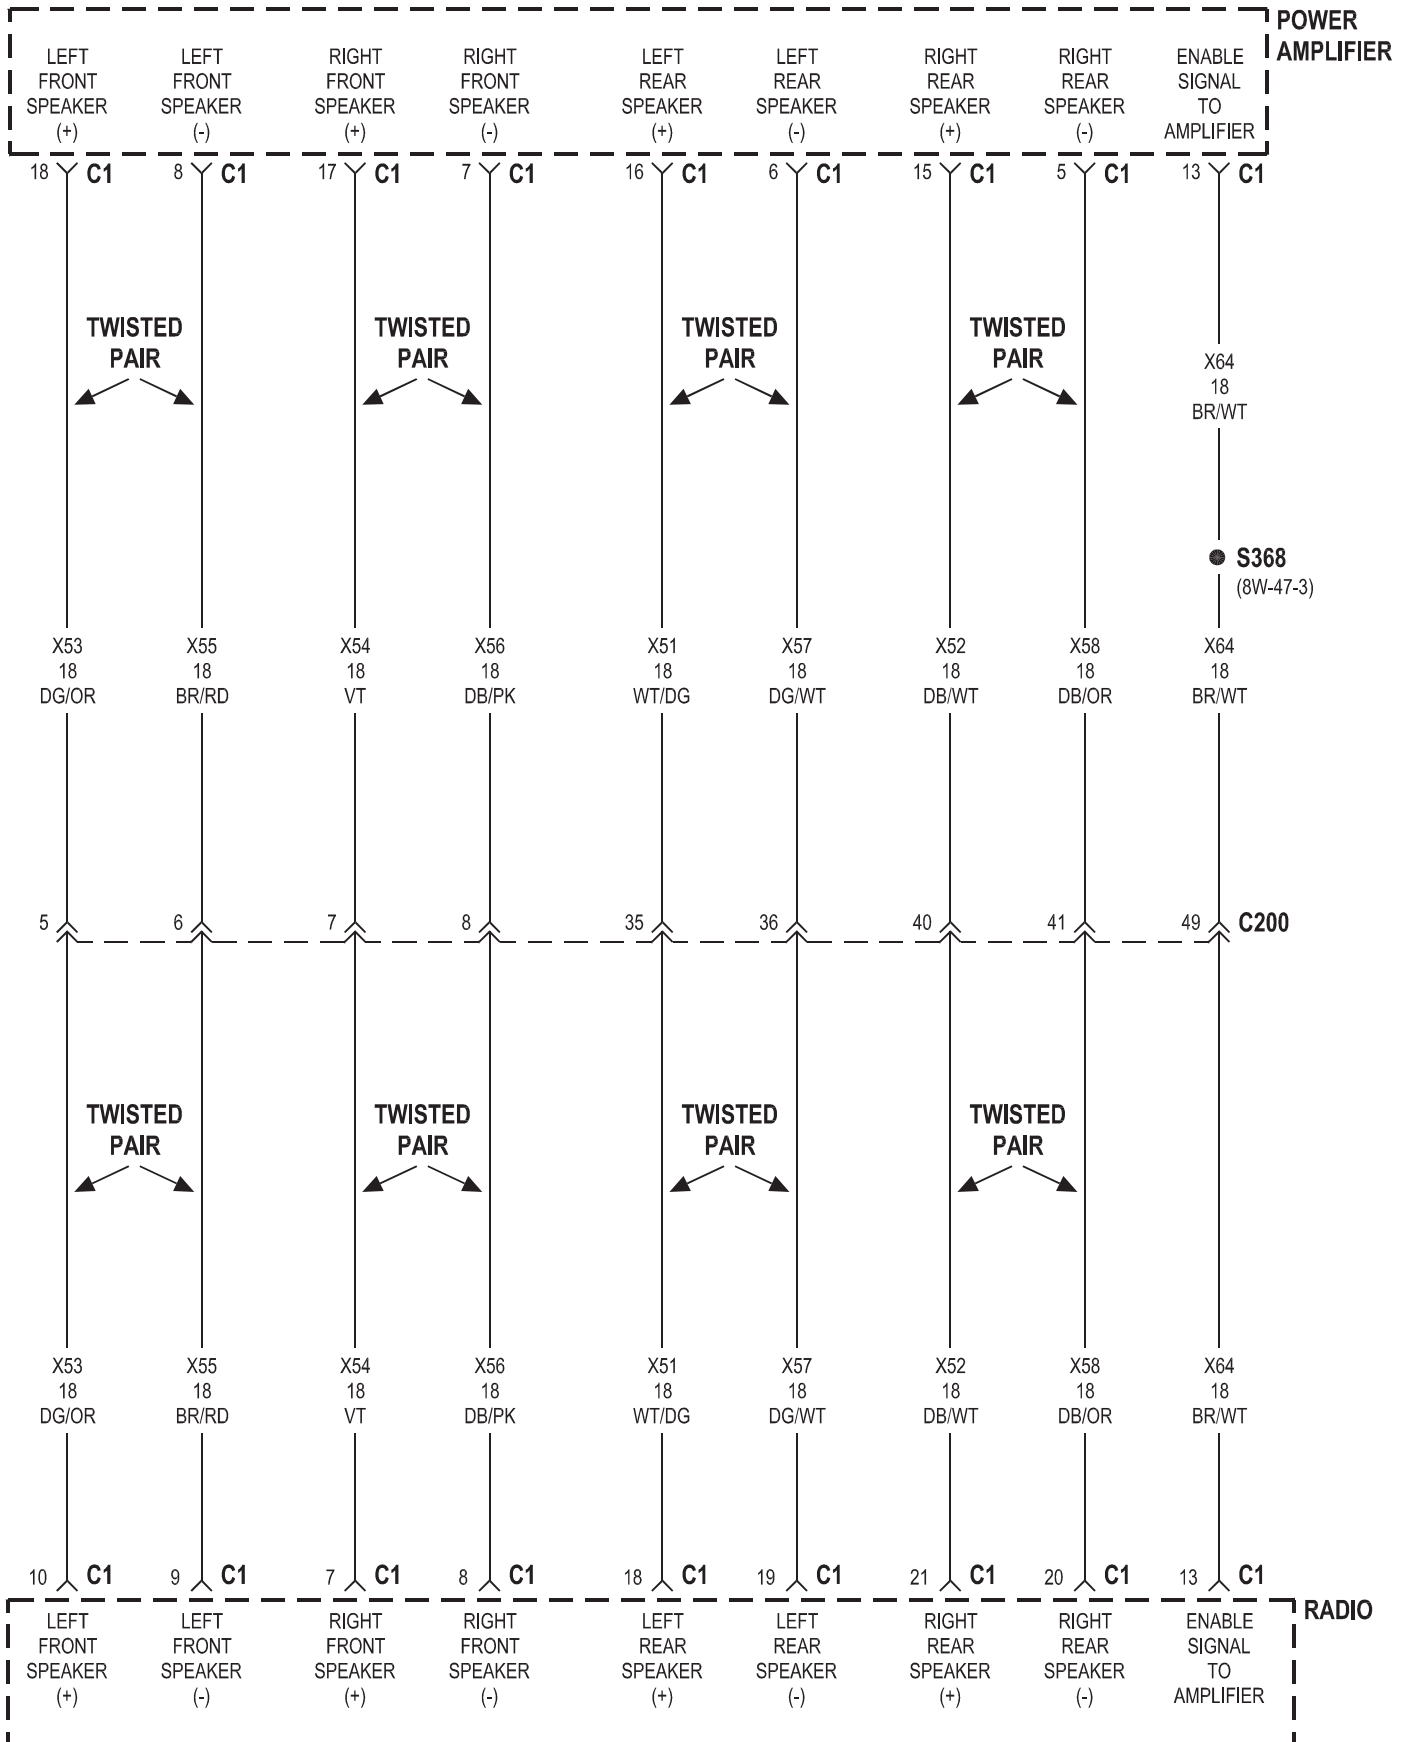 POWER
AMPLIFIER
LEFT LEFT RIGHT RIGHT LEFT LEFT RIGHT RIGHT ENABLE
FRONT FRONT FRONT FRONT REAR REAR REAR REAR SIGNAL
SPEAKER SPEAKER SPEAKER SPEAKER SPEAKER SPEAKER SPEAKER SPEAKER TO
(+) (-) (+) (-) (+) (-) (+) (-) AMPLIFIER
18 C1 8 C1 17 C1 7 C1 16 C1 6 C1 15 C1 5 C1 13 C1
TWISTED TWISTED TWISTED TWISTED
PAIR PAIR PAIR PAIR
X64
18
BR/WT
S368
(8W-47-3)
X53 X55 X54 X56 X51 X57 X52 X58 X64
18 18 18 18 18 18 18 18 18
DG/OR BR/RD VT DB/PK WT/DG DG/WT DB/WT DB/OR BR/WT
5 6 7 8 35 36 40 41 49 C200
TWISTED TWISTED TWISTED TWISTED
PAIR PAIR PAIR PAIR
X53 X55 X54 X56 X51 X57 X52 X58 X64
18 18 18 18 18 18 18 18 18
DG/OR BR/RD VT DB/PK WT/DG DG/WT DB/WT DB/OR BR/WT
10 C1 9 C1 7 C1 8 C1 18 C1 19 C1 21 C1 20 C1 13 C1
RADIO
LEFT LEFT RIGHT RIGHT LEFT LEFT RIGHT RIGHT ENABLE
FRONT FRONT FRONT FRONT REAR REAR REAR REAR SIGNAL
SPEAKER SPEAKER SPEAKER SPEAKER SPEAKER SPEAKER SPEAKER SPEAKER TO
(+) (-) (+) (-) (+) (-) (+) (-) AMPLIFIER